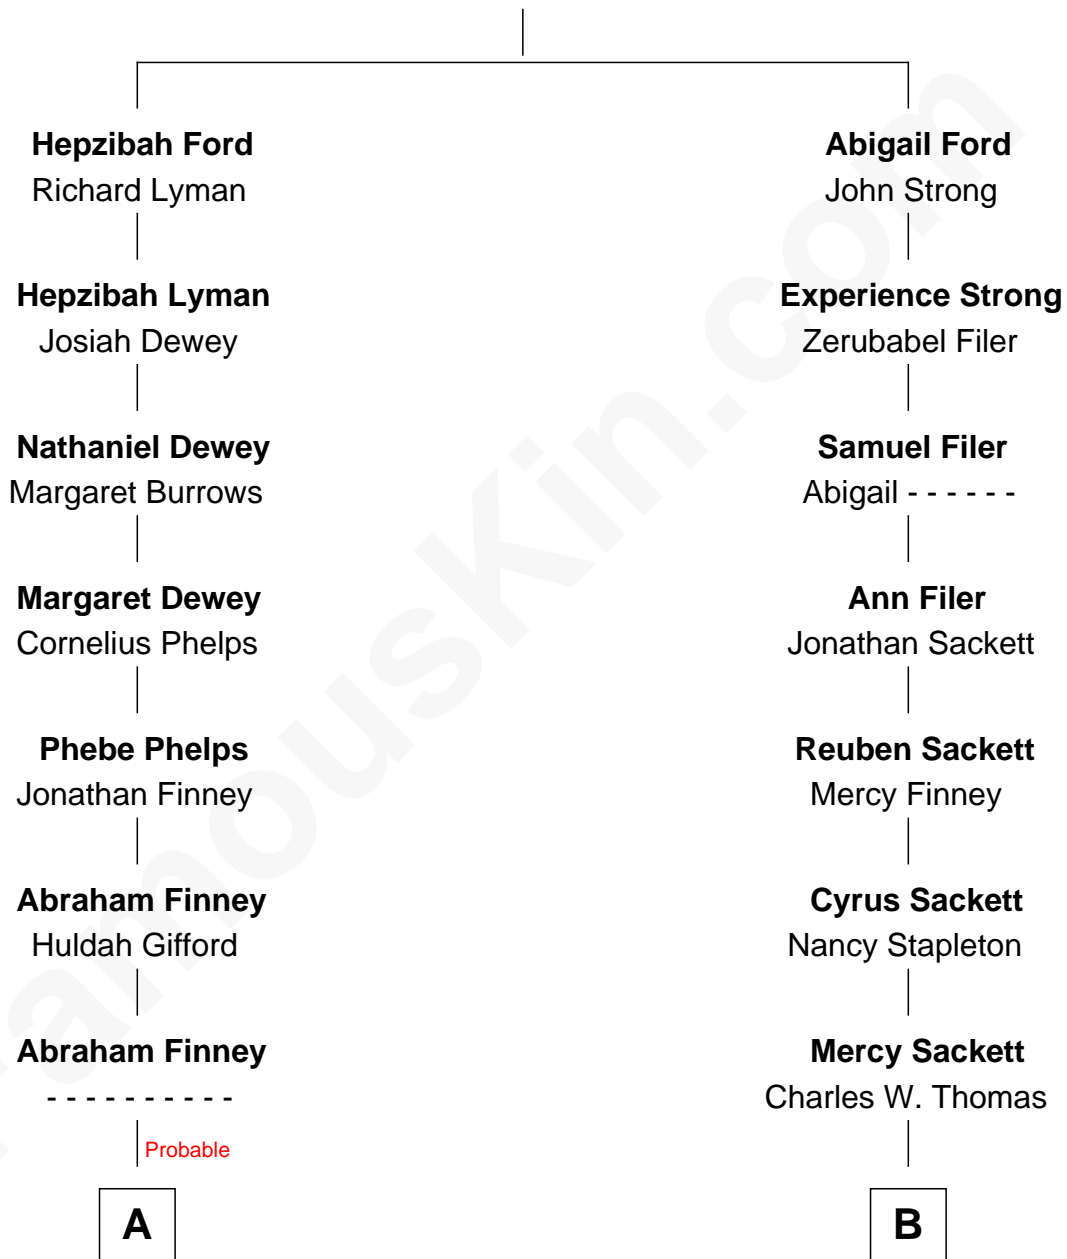 Hepzibah Ford
Richard Lyman
Hepzibah Lyman
Josiah Dewey
Nathaniel Dewey
Margaret Burrows
Margaret Dewey
Cornelius Phelps
Phebe Phelps
Jonathan Finney
Abraham Finney
Huldah Gifford
Abraham Finney
- - - - - - - - - -
Probable
A
Abigail Ford
John Strong
Experience Strong
Zerubabel Filer
Samuel Filer
Abigail - - - - - -
Ann Filer
Jonathan Sackett
Reuben Sackett
Mercy Finney
Cyrus Sackett
Nancy Stapleton
Mercy Sackett
Charles W. Thomas
B
FamousKin.com